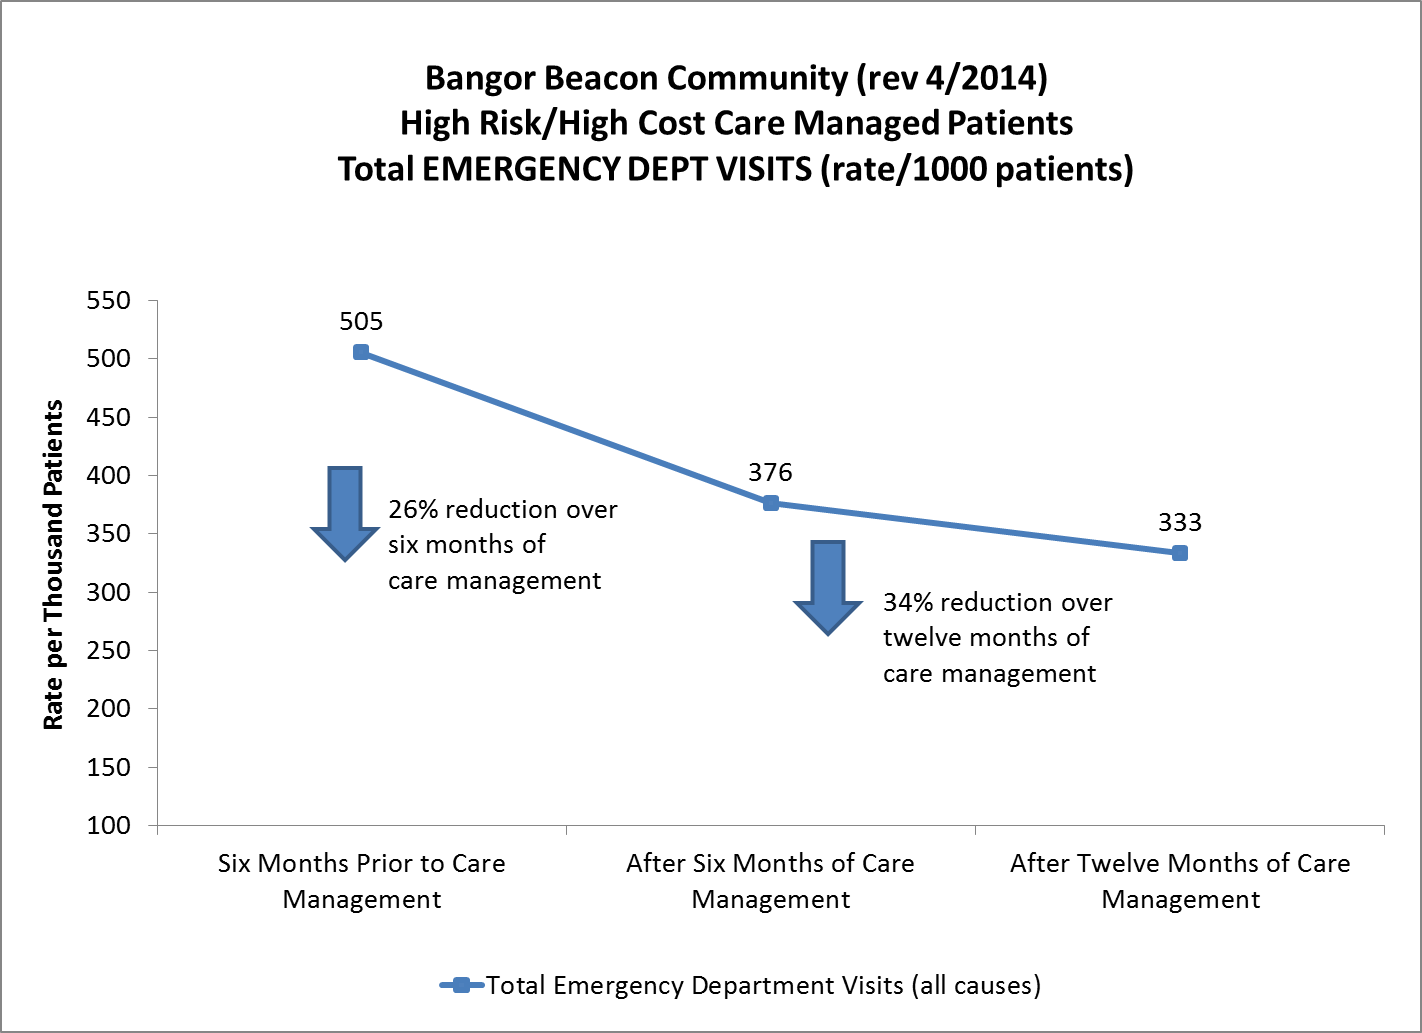 Bangor Beacon Community (rev 4/2014)
High Risk/High Cost Care Managed Patients
Total EMERGENCY DEPT VISITS (rate/1000 patients)
Rate per Thousand Patients
550
500
450
400
350
300
250
200
150
100
505
376
333
26% reduction over
six months of
care management
34% reduction over
twelve months of
care management
Six Months Prior to Care
Management
After Six Months of Care
Management
After Twelve Months of Care
Management
Total Emergency Department Visits (all causes)